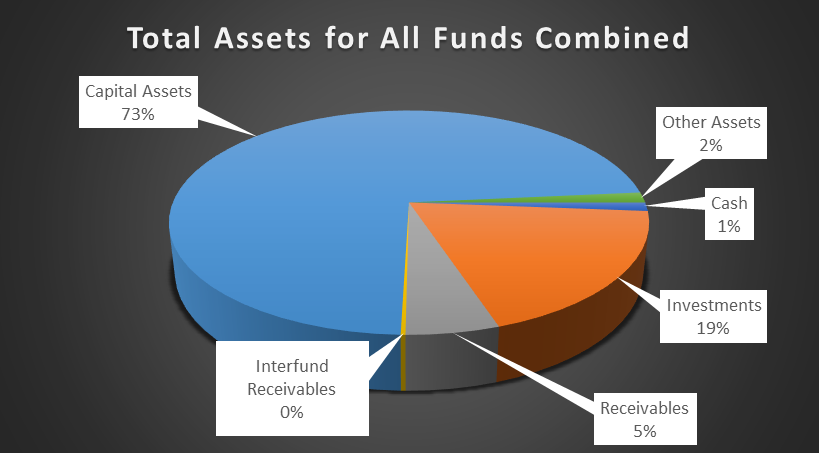 Total Assets for All Funds Combined
Capital Assets
73%
Other Assets
2%
Cash
1%
Investments
19%
Interfund
Receivables
0%
Receivables
5%